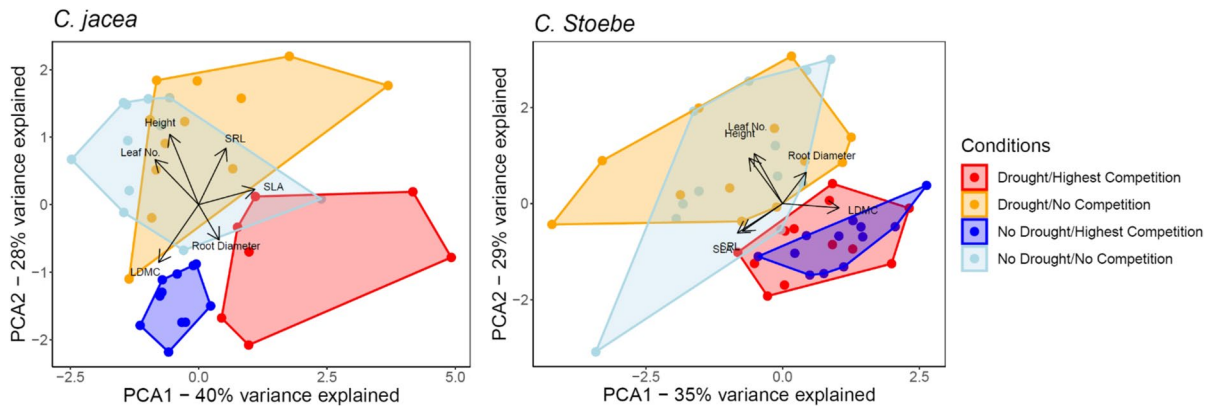 C. jacea
PCA2 − 28% variance explained
2
1
0
−1
−2
Height
SRL
Leaf No.
SLA
Root Diameter
LDMC
−2.5
0.0
2.5
5.0
PCA1 − 40% variance explained
C. Stoebe
PCA2 − 29% variance explained
2
0
−2
Leaf No.
Height
Root Diameter
LDMC
SRL
SLA
−2.5
0.0
2.5
PCA1 − 35% variance explained
Conditions
Drought/Highest Competition
Drought/No Competition
No Drought/Highest Competition
No Drought/No Competition